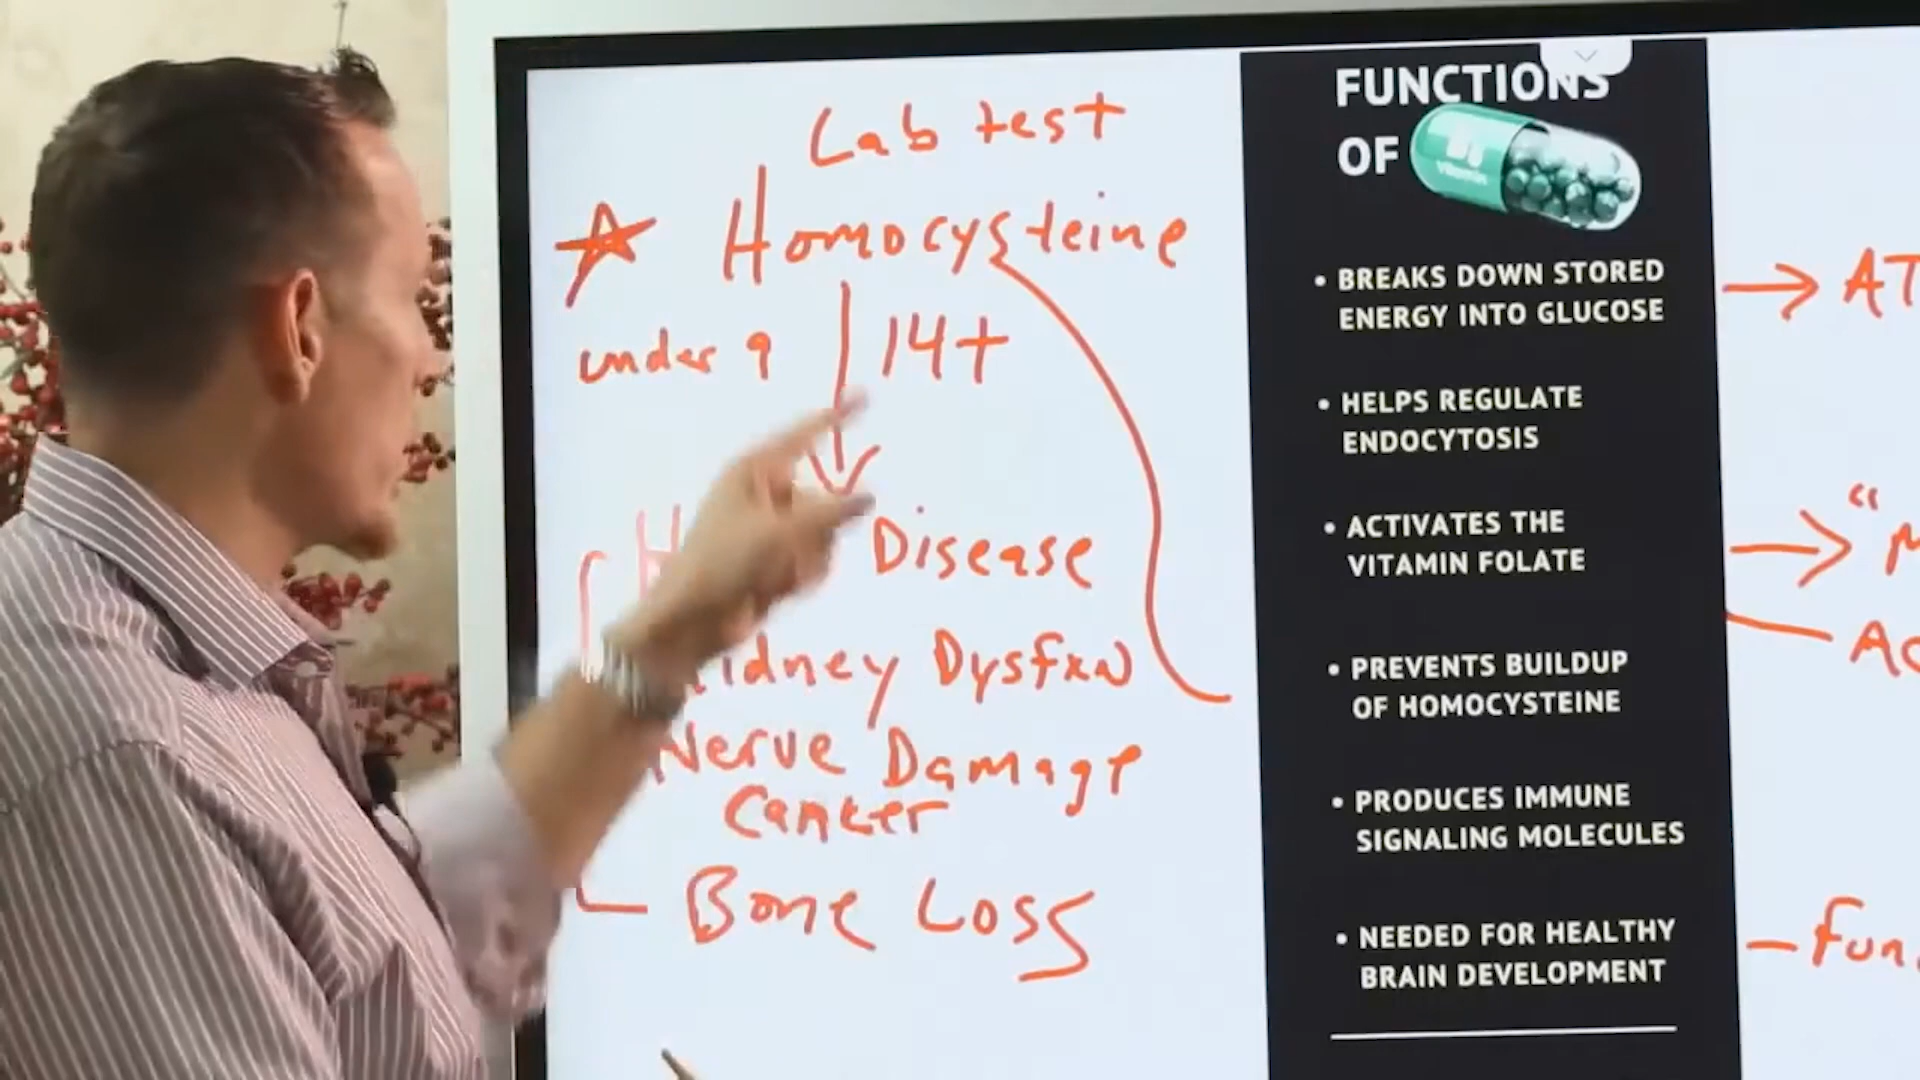 Lab test
Homocysteine
under 9
14+
Disease
Kidney Dysfxn
Nerve Damage
Cancer
Bone Loss
FUNCTIONS
OF
Vitamin
• BREAKS DOWN STORED
ENERGY INTO GLUCOSE
• HELPS REGULATE
ENDOCYTOSIS
• ACTIVATES THE
VITAMIN FOLATE
• PREVENTS BUILDUP
OF HOMOCYSTEINE
• PRODUCES IMMUNE
SIGNALING MOLECULES
• NEEDED FOR HEALTHY
BRAIN DEVELOPMENT